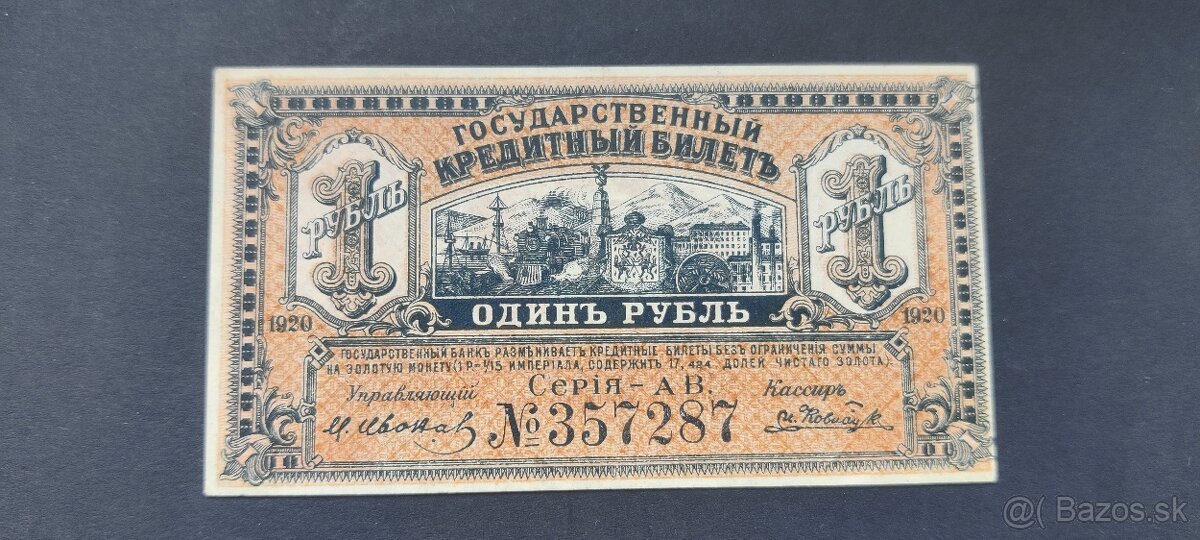 ГОСУДАРСТВЕННЫЙ
КРЕДИТНЫЙ БИЛЕТЪ
1 РУБЛЬ
1 РУБЛЬ
ОДИНЪ РУБЛЬ
1920
1920
ГОСУДАРСТВЕННЫЙ БАНКЪ РАЗМѢНИВАЕТЪ КРЕДИТНЫЕ БИЛЕТЫ БЕЗЪ ОГРАНИЧЕНІЯ СУММЫ
НА ЗОЛОТУЮ МОНЕТУ (1 Р.= 1/15 ИМПЕРІАЛА, СОДЕРЖИТЪ 17, 424 ДОЛЕЙ ЧИСТАГО ЗОЛОТА).
Управляющій Серія - АВ. Кассиръ
№ 357287
@( Bazos.sk